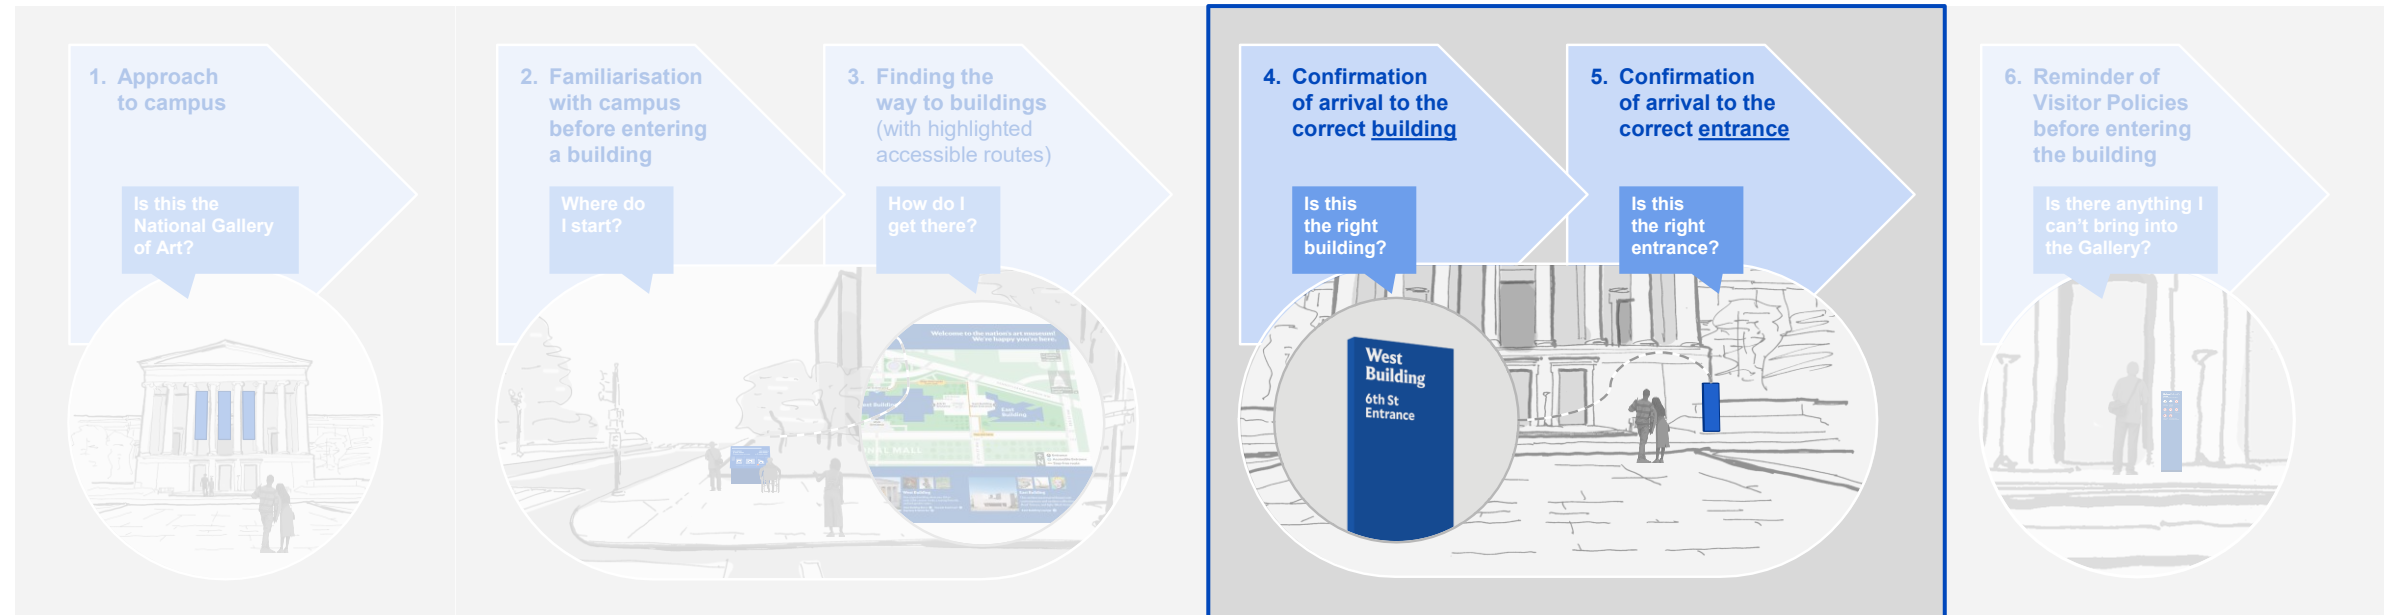 1. Approach
to campus
Is this the
National Gallery
of Art?
2. Familiarisation
with campus
before entering
a building
Where do
I start?
3. Finding the
way to buildings
(with highlighted
accessible routes)
How do I
get there?
Welcome to the nation's art museum!
We're happy you're here.
East
Building
NAL MALL
4. Confirmation
of arrival to the
correct building
Is this
the right
building?
West
Building
6th St
Entrance
5. Confirmation
of arrival to the
correct entrance
Is this
the right
entrance?
6. Reminder of
Visitor Policies
before entering
the building
Is there anything I
can't bring into
the Gallery?